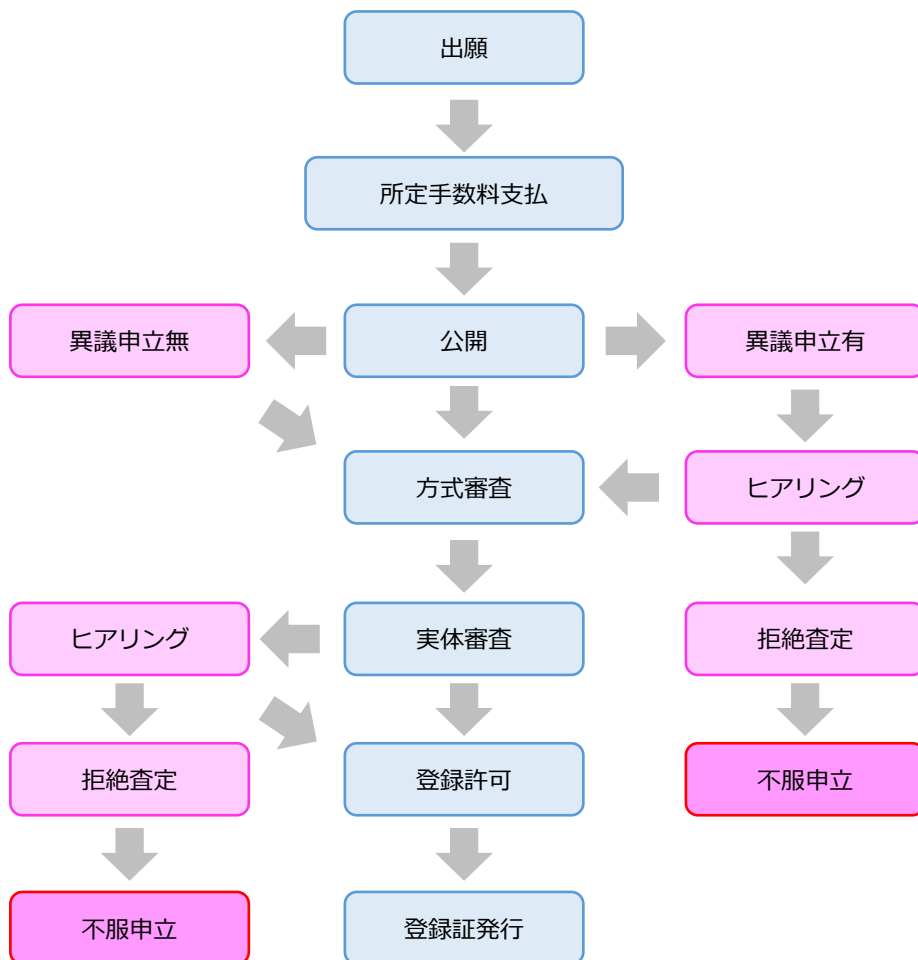 出願
所定手数料支払
異議申立無
公開
異議申立有
方式審査
ヒアリング
ヒアリング
実体審査
拒絶査定
拒絶査定
登録許可
不服申立
不服申立
登録証発行